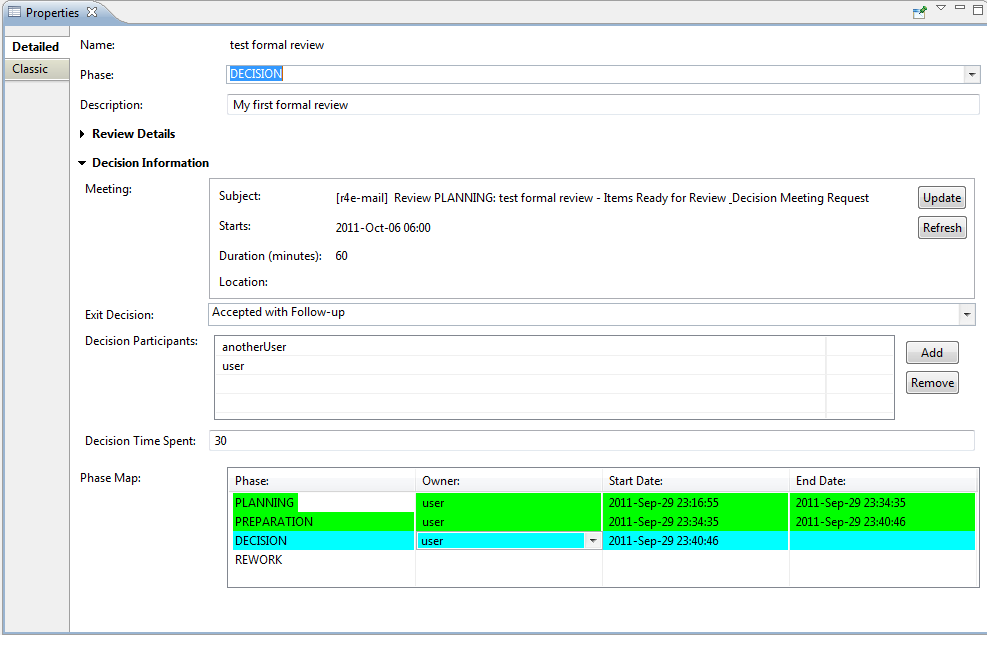 Properties
Detailed
Classic
Name: test formal review
Phase: DECISION
Description: My first formal review
Review Details
Decision Information
Meeting:
Subject: [r4e-mail] Review PLANNING: test formal review - Items Ready for Review _Decision Meeting Request
Update
Starts: 2011-Oct-06 06:00
Refresh
Duration (minutes): 60
Location:
Exit Decision: Accepted with Follow-up
Decision Participants:
anotherUser
user
Add
Remove
Decision Time Spent: 30
Phase Map:
Phase: Owner: Start Date: End Date:
PLANNING user 2011-Sep-29 23:16:55 2011-Sep-29 23:34:35
PREPARATION user 2011-Sep-29 23:34:35 2011-Sep-29 23:40:46
DECISION user 2011-Sep-29 23:40:46
REWORK